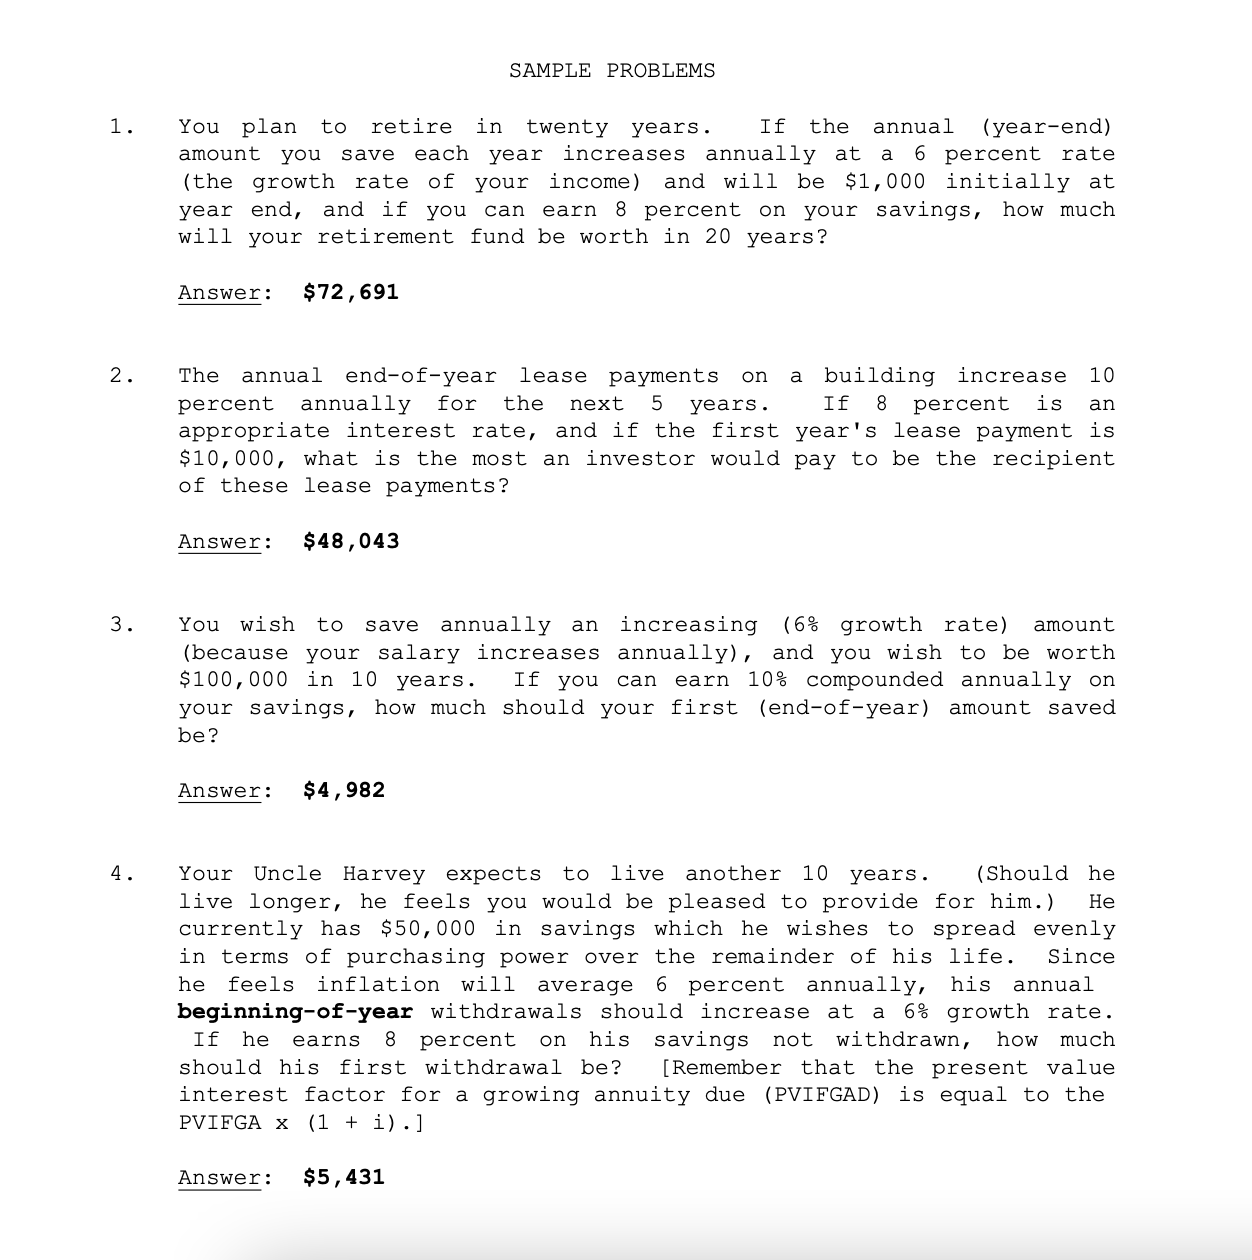 SAMPLE PROBLEMS
1. You plan to retire in twenty years. If the annual (year-end)
amount you save each year increases annually at a 6 percent rate
(the growth rate of your income) and will be $1,000 initially at
year end, and if you can earn 8 percent on your savings, how much
will your retirement fund be worth in 20 years?
Answer: $72,691
2. The annual end-of-year lease payments on a building increase 10
percent annually for the next 5 years. If 8 percent is an
appropriate interest rate, and if the first year's lease payment is
$10,000, what is the most an investor would pay to be the recipient
of these lease payments?
Answer: $48,043
3. You wish to save annually an increasing (6% growth rate) amount
(because your salary increases annually), and you wish to be worth
$100,000 in 10 years. If you can earn 10% compounded annually on
your savings, how much should your first (end-of-year) amount saved
be?
Answer: $4,982
4. Your Uncle Harvey expects to live another 10 years. (Should he
live longer, he feels you would be pleased to provide for him.) He
currently has $50,000 in savings which he wishes to spread evenly
in terms of purchasing power over the remainder of his life. Since
he feels inflation will average 6 percent annually, his annual
beginning-of-year withdrawals should increase at a 6% growth rate.
If he earns 8 percent on his savings not withdrawn, how much
should his first withdrawal be? [Remember that the present value
interest factor for a growing annuity due (PVIFGAD) is equal to the
PVIFGA x (1 + i).]
Answer: $5,431